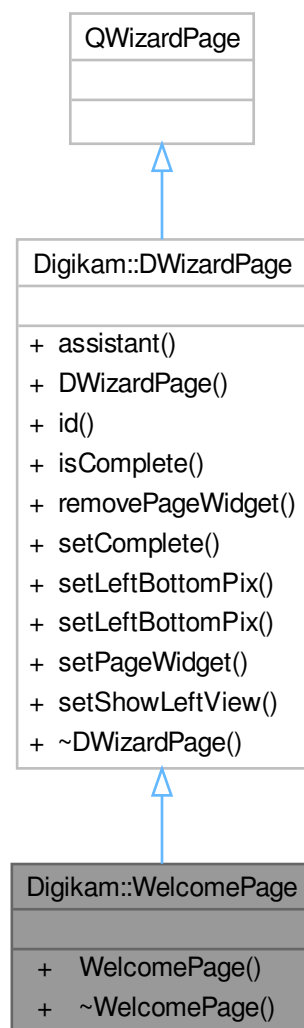 QWizardPage
Digikam::DWizardPage
+ assistant()
+ DWizardPage()
+ id()
+ isComplete()
+ removePageWidget()
+ setComplete()
+ setLeftBottomPix()
+ setLeftBottomPix()
+ setPageWidget()
+ setShowLeftView()
+ ~DWizardPage()
Digikam::WelcomePage
+ WelcomePage()
+ ~WelcomePage()